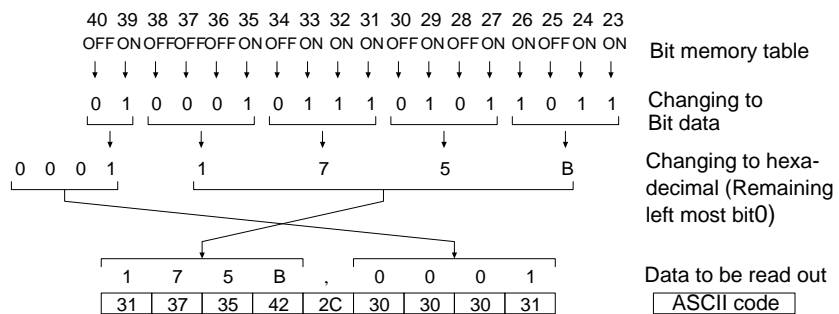 40 39 38 37 36 35 34 33 32 31 30 29 28 27 26 25 24 23
OFF ON OFF OFF OFF ON OFF ON ON ON OFF ON OFF ON ON OFF ON ON
Bit memory table
0 1 0 0 0 1 0 1 1 1 0 1 0 1 1 0 1 1
Changing to
Bit data
0 0 0 1 1 7 5 B
Changing to hexa-
decimal (Remaining
left most bit0)
1 7 5 B , 0 0 0 1
Data to be read out
31 37 35 42 2C 30 30 30 31
ASCII code